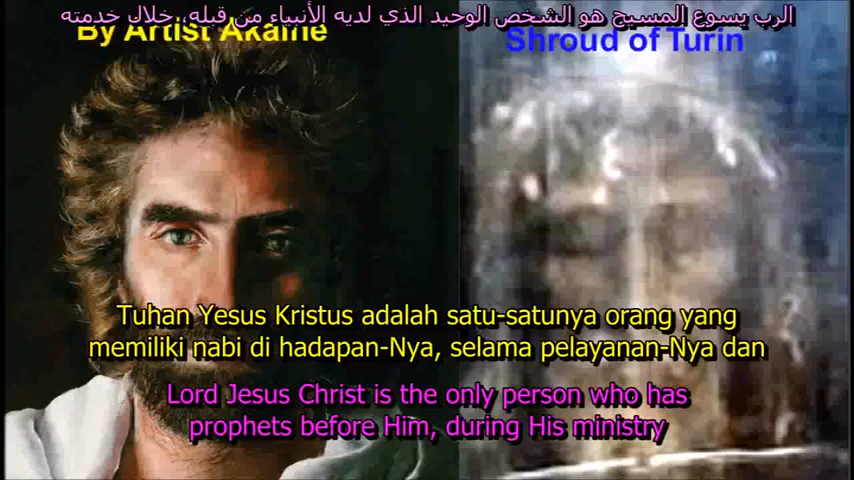 الرب يسوع المسيح هو الشخص الوحيد الذي لديه الأنبياء من قبله، خلال خدمته
By Artist Akiane
Shroud of Turin
Tuhan Yesus Kristus adalah satu-satunya orang yang
memiliki nabi di hadapan-Nya, selama pelayanan-Nya dan
Lord Jesus Christ is the only person who has
prophets before Him, during His ministry